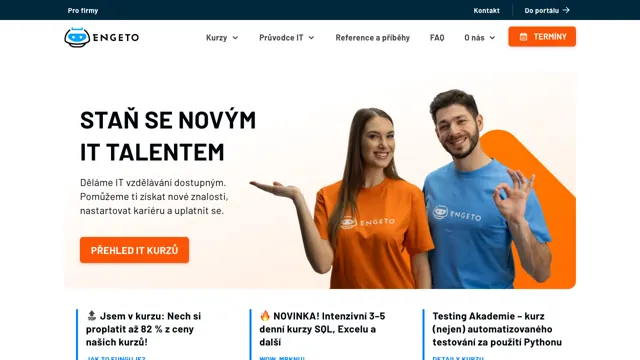 Pro firmy
Kontakt
Do portálu
ENGETO
Kurzy
Průvodce IT
Reference a příběhy
FAQ
O nás
TERMÍNY
STAŇ SE NOVÝM
IT TALENTEM
Děláme IT vzdělávání dostupným.
Pomůžeme ti získat nové znalosti,
nastartovat kariéru a uplatnit se.
PŘEHLED IT KURZŮ
ENGETO
ENGETO
Jsem v kurzu: Nech si
proplatit až 82 % z ceny
našich kurzů!
JAK TO FUNGUJE?
NOVINKA! Intenzivní 3–5
denní kurzy SQL, Excelu a
další
WOW, MRKNU!
Testing Akademie – kurz
(nejen) automatizovaného
testování za použití Pythonu
DETAILY KURZU